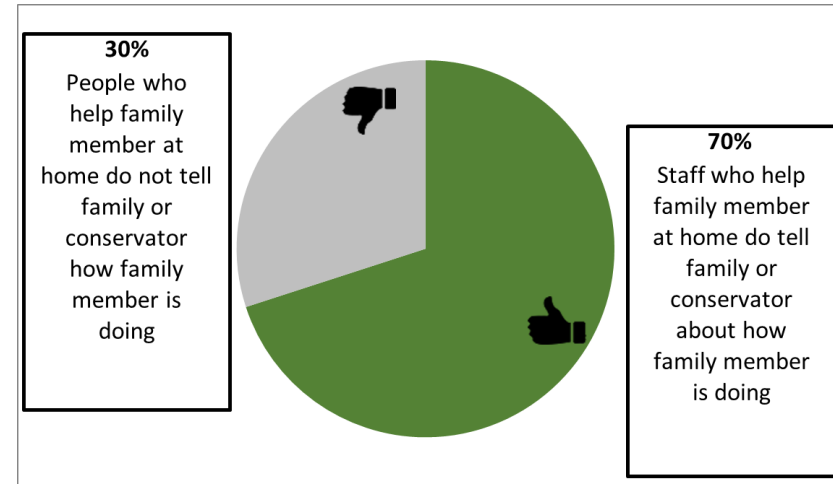 30%
People who
help family
member at
home do not tell
family or
conservator
how family
member is
doing
70%
Staff who help
family member
at home do tell
family or
conservator
about how
family member
is doing